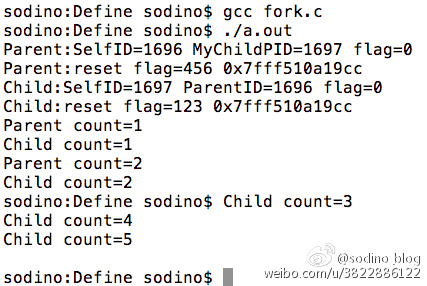 sodino:Define sodino$ gcc fork.c
sodino:Define sodino$ ./a.out
Parent:SelfID=1696 MyChildPID=1697 flag=0
Parent:reset flag=456 0x7fff510a19cc
Child:SelfID=1697 ParentID=1696 flag=0
Child:reset flag=123 0x7fff510a19cc
Parent count=1
Child count=1
Parent count=2
Child count=2
sodino:Define sodino$ Child count=3
Child count=4
Child count=5
sodino:Define sodino$
@sodino_blog
weibo.com/u/3822886122